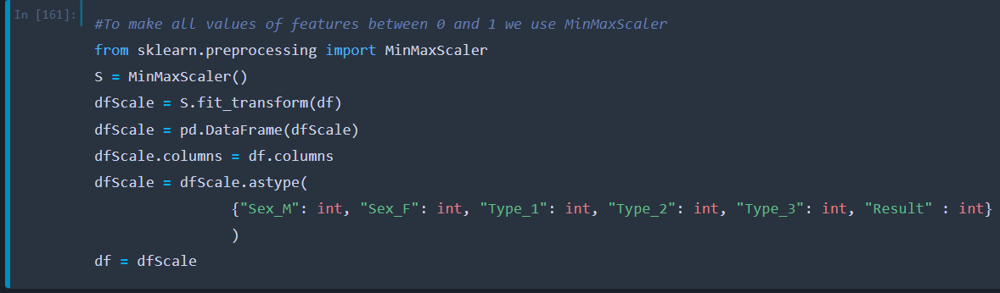 In [161]:
#To make all values of features between 0 and 1 we use MinMaxScaler
from sklearn.preprocessing import MinMaxScaler
S = MinMaxScaler()
dfScale = S.fit_transform(df)
dfScale = pd.DataFrame(dfScale)
dfScale.columns = df.columns
dfScale = dfScale.astype(
{"Sex_M": int, "Sex_F": int, "Type_1": int, "Type_2": int, "Type_3": int, "Result" : int}
)
df = dfScale